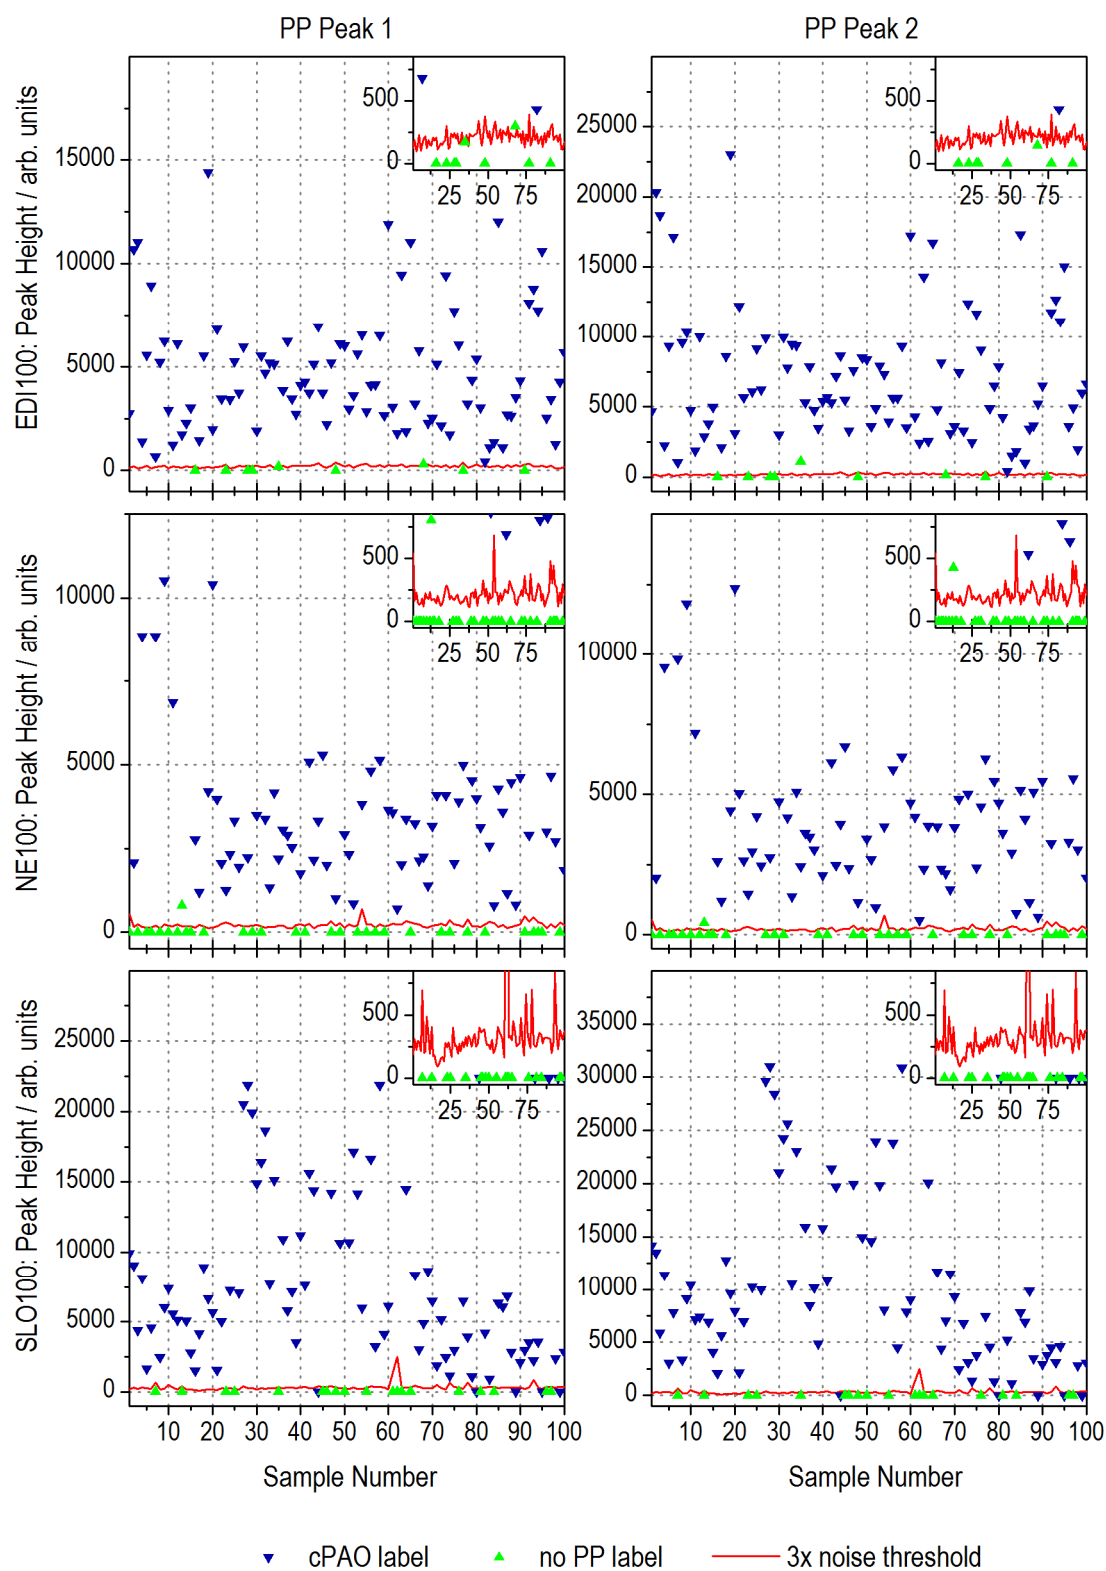 PP Peak 1
PP Peak 2
EDI100: Peak Height / arb. units
15000
10000
5000
0
500
0
25 50 75
25000
20000
15000
10000
5000
0
500
0
25 50 75
NE100: Peak Height / arb. units
10000
5000
0
500
0
25 50 75
10000
5000
0
500
0
25 50 75
SLO100: Peak Height / arb. units
25000
20000
15000
10000
5000
0
500
0
25 50 75
35000
30000
25000
20000
15000
10000
5000
0
500
0
25 50 75
10 20 30 40 50 60 70 80 90 100
10 20 30 40 50 60 70 80 90 100
Sample Number
Sample Number
cPAO label
no PP label
3x noise threshold